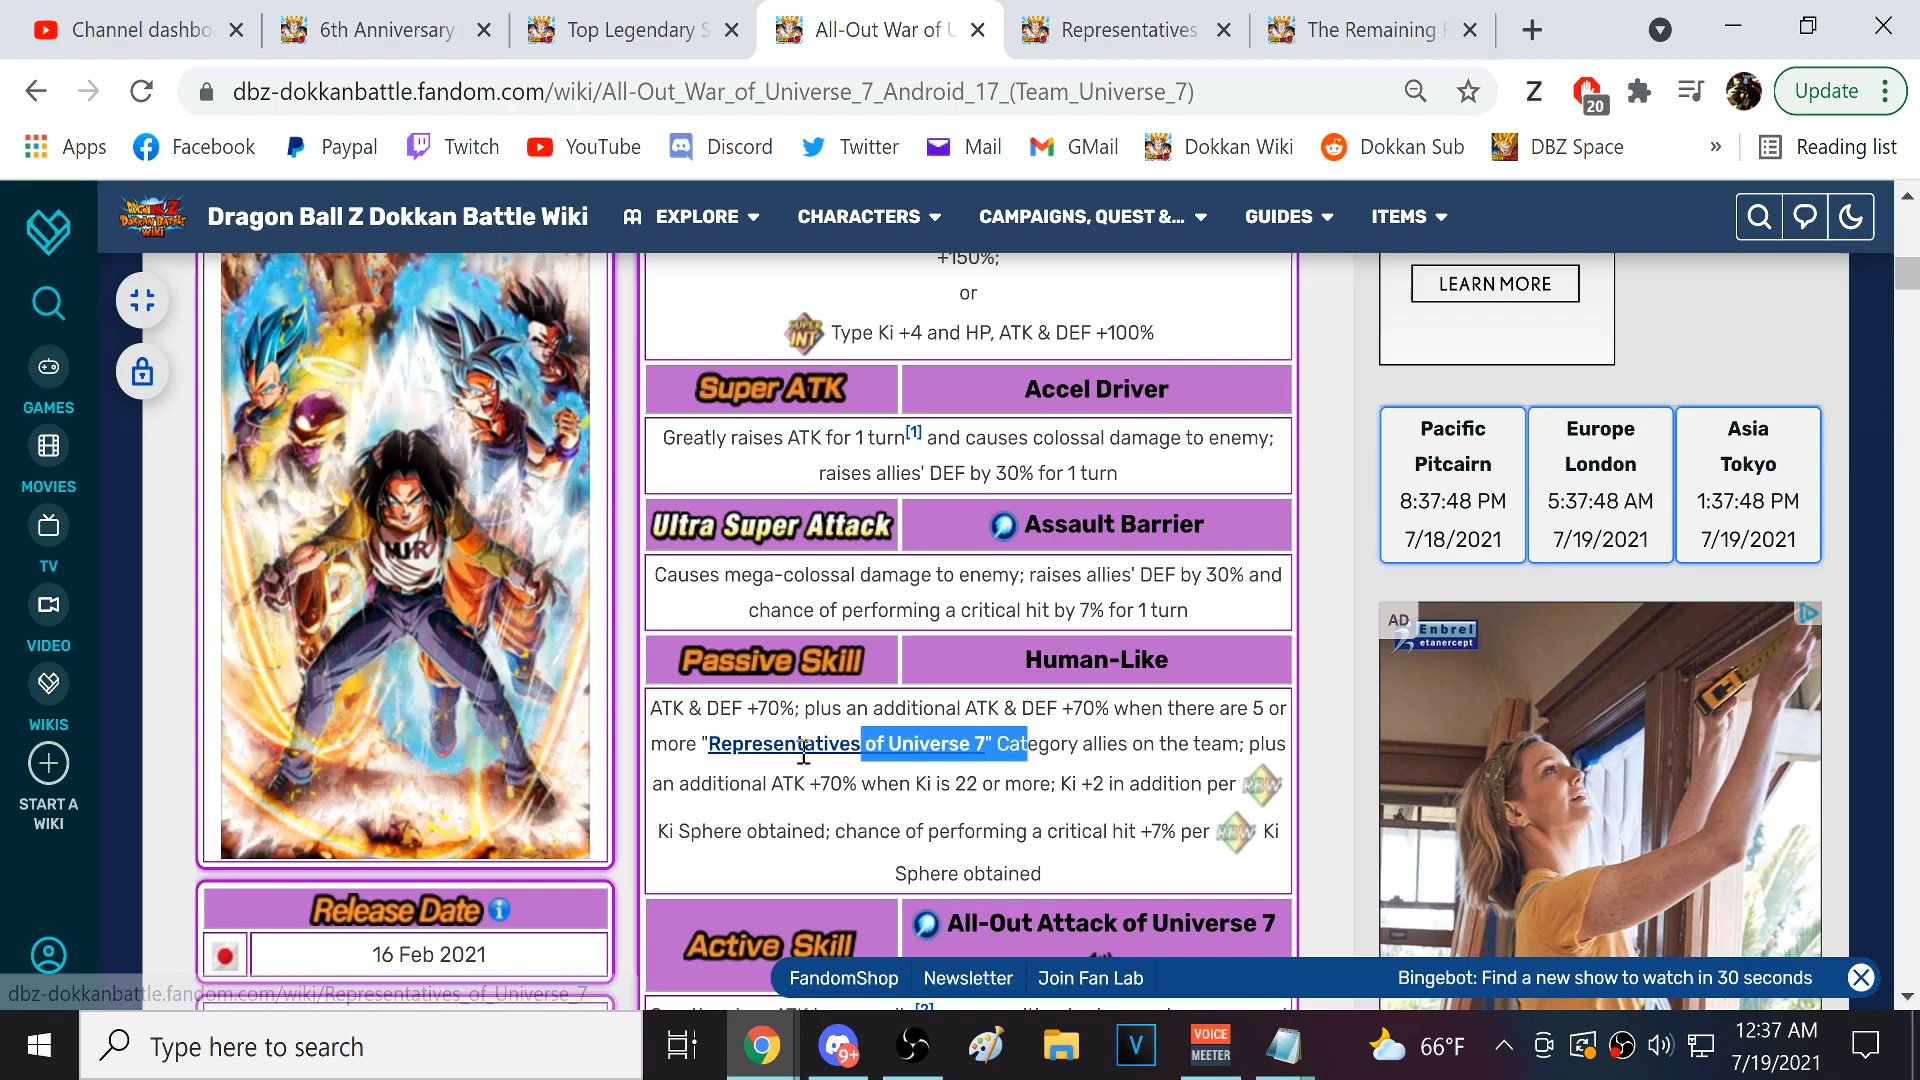 Channel dashbo
6th Anniversary
Top Legendary S
All-Out War of U
Representatives
The Remaining
dbz-dokkanbattle.fandom.com/wiki/All-Out_War_of_Universe_7_Android_17_(Team_Universe_7)
Z
20
Update
Apps
Facebook
Paypal
Twitch
YouTube
Discord
Twitter
Mail
GMail
Dokkan Wiki
Dokkan Sub
DBZ Space
»
Reading list
Dragon Ball Z Dokkan Battle Wiki
EXPLORE
CHARACTERS
CAMPAIGNS, QUEST &...
GUIDES
ITEMS
GAMES
MOVIES
TV
VIDEO
WIKIS
START A
WIKI
MIR
Release Date
16 Feb 2021
+150%;
or
SUPER INT Type Ki +4 and HP, ATK & DEF +100%
Super ATK
Accel Driver
Greatly raises ATK for 1 turn[1] and causes colossal damage to enemy;
raises allies' DEF by 30% for 1 turn
Ultra Super Attack
Assault Barrier
Causes mega-colossal damage to enemy; raises allies' DEF by 30% and
chance of performing a critical hit by 7% for 1 turn
Passive Skill
Human-Like
ATK & DEF +70%; plus an additional ATK & DEF +70% when there are 5 or
more "Representatives of Universe 7" Category allies on the team; plus
an additional ATK +70% when Ki is 22 or more; Ki +2 in addition per RBW
Ki Sphere obtained; chance of performing a critical hit +7% per RBW Ki
Sphere obtained
Active Skill
All-Out Attack of Universe 7
[2]
LEARN MORE
Pacific
Pitcairn
8:37:48 PM
7/18/2021
Europe
London
5:37:48 AM
7/19/2021
Asia
Tokyo
1:37:48 PM
7/19/2021
AD
Enbrel
etanercept
FandomShop
Newsletter
Join Fan Lab
Bingebot: Find a new show to watch in 30 seconds
dbz-dokkanbattle.fandom.com/wiki/Representatives_of_Universe_7
Type here to search
9+
V
VOICE
MEETER
66°F
12:37 AM
7/19/2021